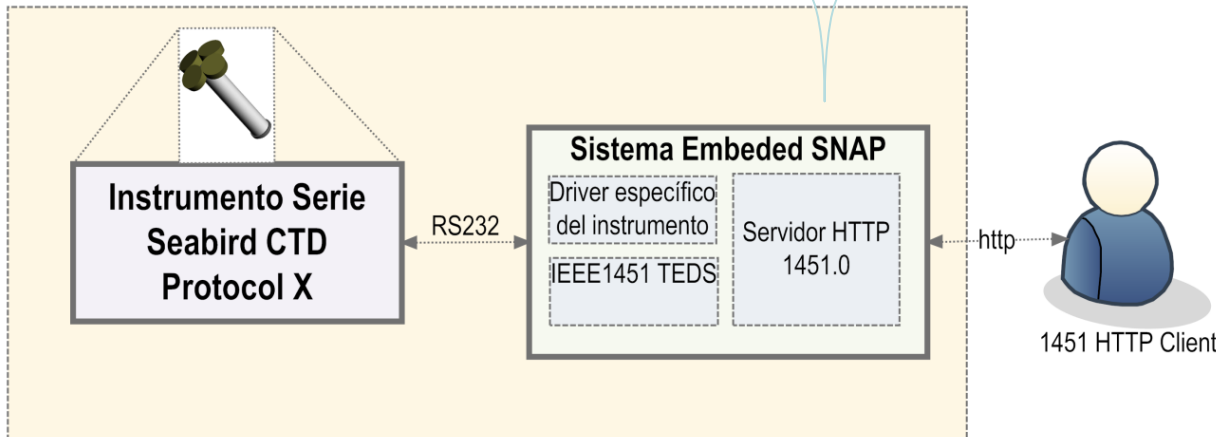 Instrumento Serie
Seabird CTD
Protocol X
RS232
Sistema Embeded SNAP
Driver específico
del instrumento
IEEE1451 TEDS
Servidor HTTP
1451.0
http
1451 HTTP Client